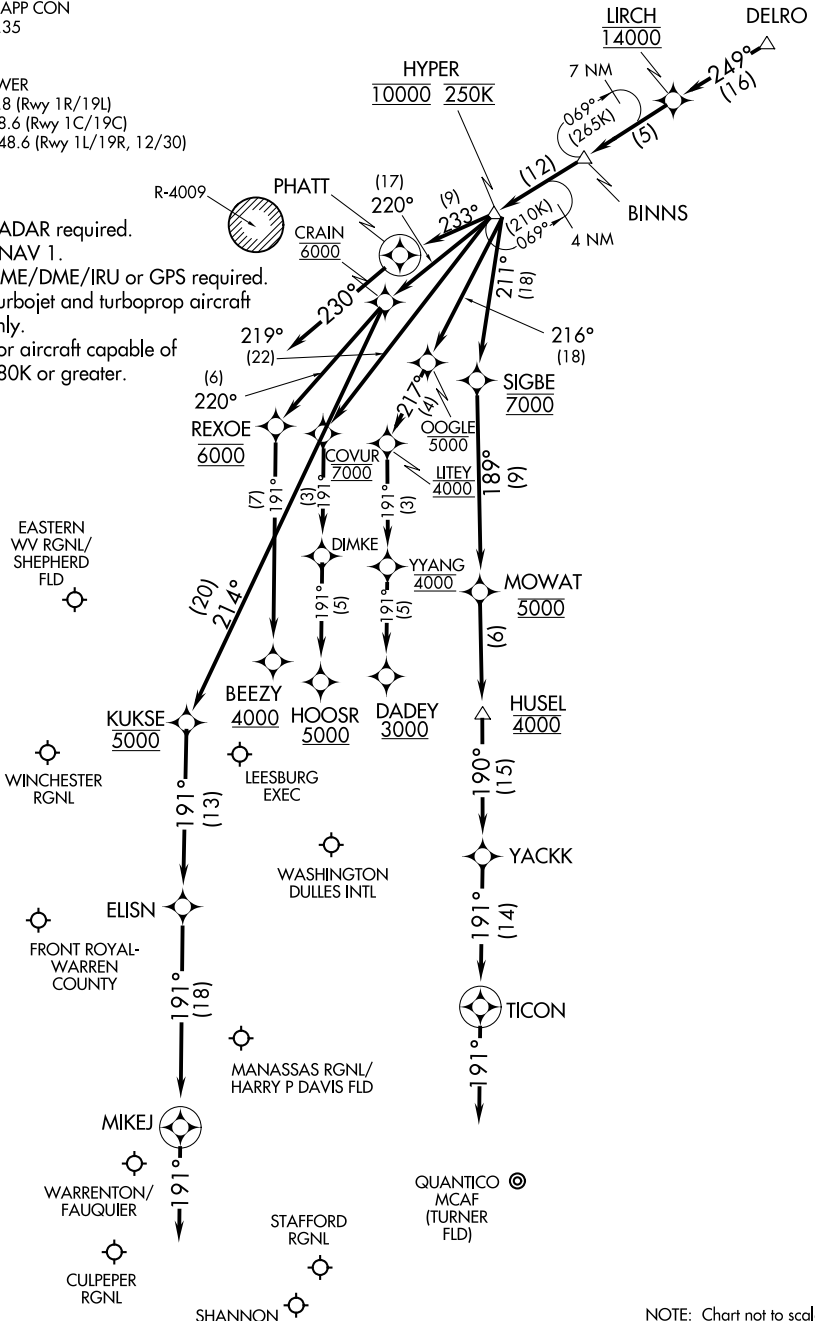 APP CON
.35
WER
.8 (Rwy 1R/19L)
8.6 (Rwy 1C/19C)
48.6 (Rwy 1L/19R, 12/30)
ADAR required.
NAV 1.
ME/DME/IRU or GPS required.
urbojet and turboprop aircraft
nly.
or aircraft capable of
80K or greater.
R-4009
DELRO
249°
(16)
LIRCH
14000
7 NM
069°
(265K)
(5)
BINNS
(12)
HYPER
10000 250K
(210K)
069°
4 NM
PHATT
(9)
233°
(17)
220°
CRAIN
6000
230°
219°
(22)
211°
(18)
216°
(18)
(6)
220°
REXOE
6000
COVUR
7000
OOGLE
5000
217°
(4)
LITEY
4000
SIGBE
7000
189°
(9)
(7)
191°
(3)
191°
191°
(3)
DIMKE
YYANG
4000
191°
(5)
191°
(5)
MOWAT
5000
(6)
EASTERN
WV RGNL/
SHEPHERD
FLD
(20)
214°
BEEZY
4000
HOOSR
5000
DADEY
3000
HUSEL
4000
KUKSE
5000
WINCHESTER
RGNL
LEESBURG
EXEC
190°
(15)
191°
(13)
WASHINGTON
DULLES INTL
YACKK
ELISN
FRONT ROYAL-
WARREN
COUNTY
191°
(14)
191°
(18)
TICON
MANASSAS RGNL/
HARRY P DAVIS FLD
191°
MIKEJ
191°
WARRENTON/
FAUQUIER
QUANTICO
MCAF
(TURNER
FLD)
CULPEPER
RGNL
STAFFORD
RGNL
SHANNON
NOTE: Chart not to scal